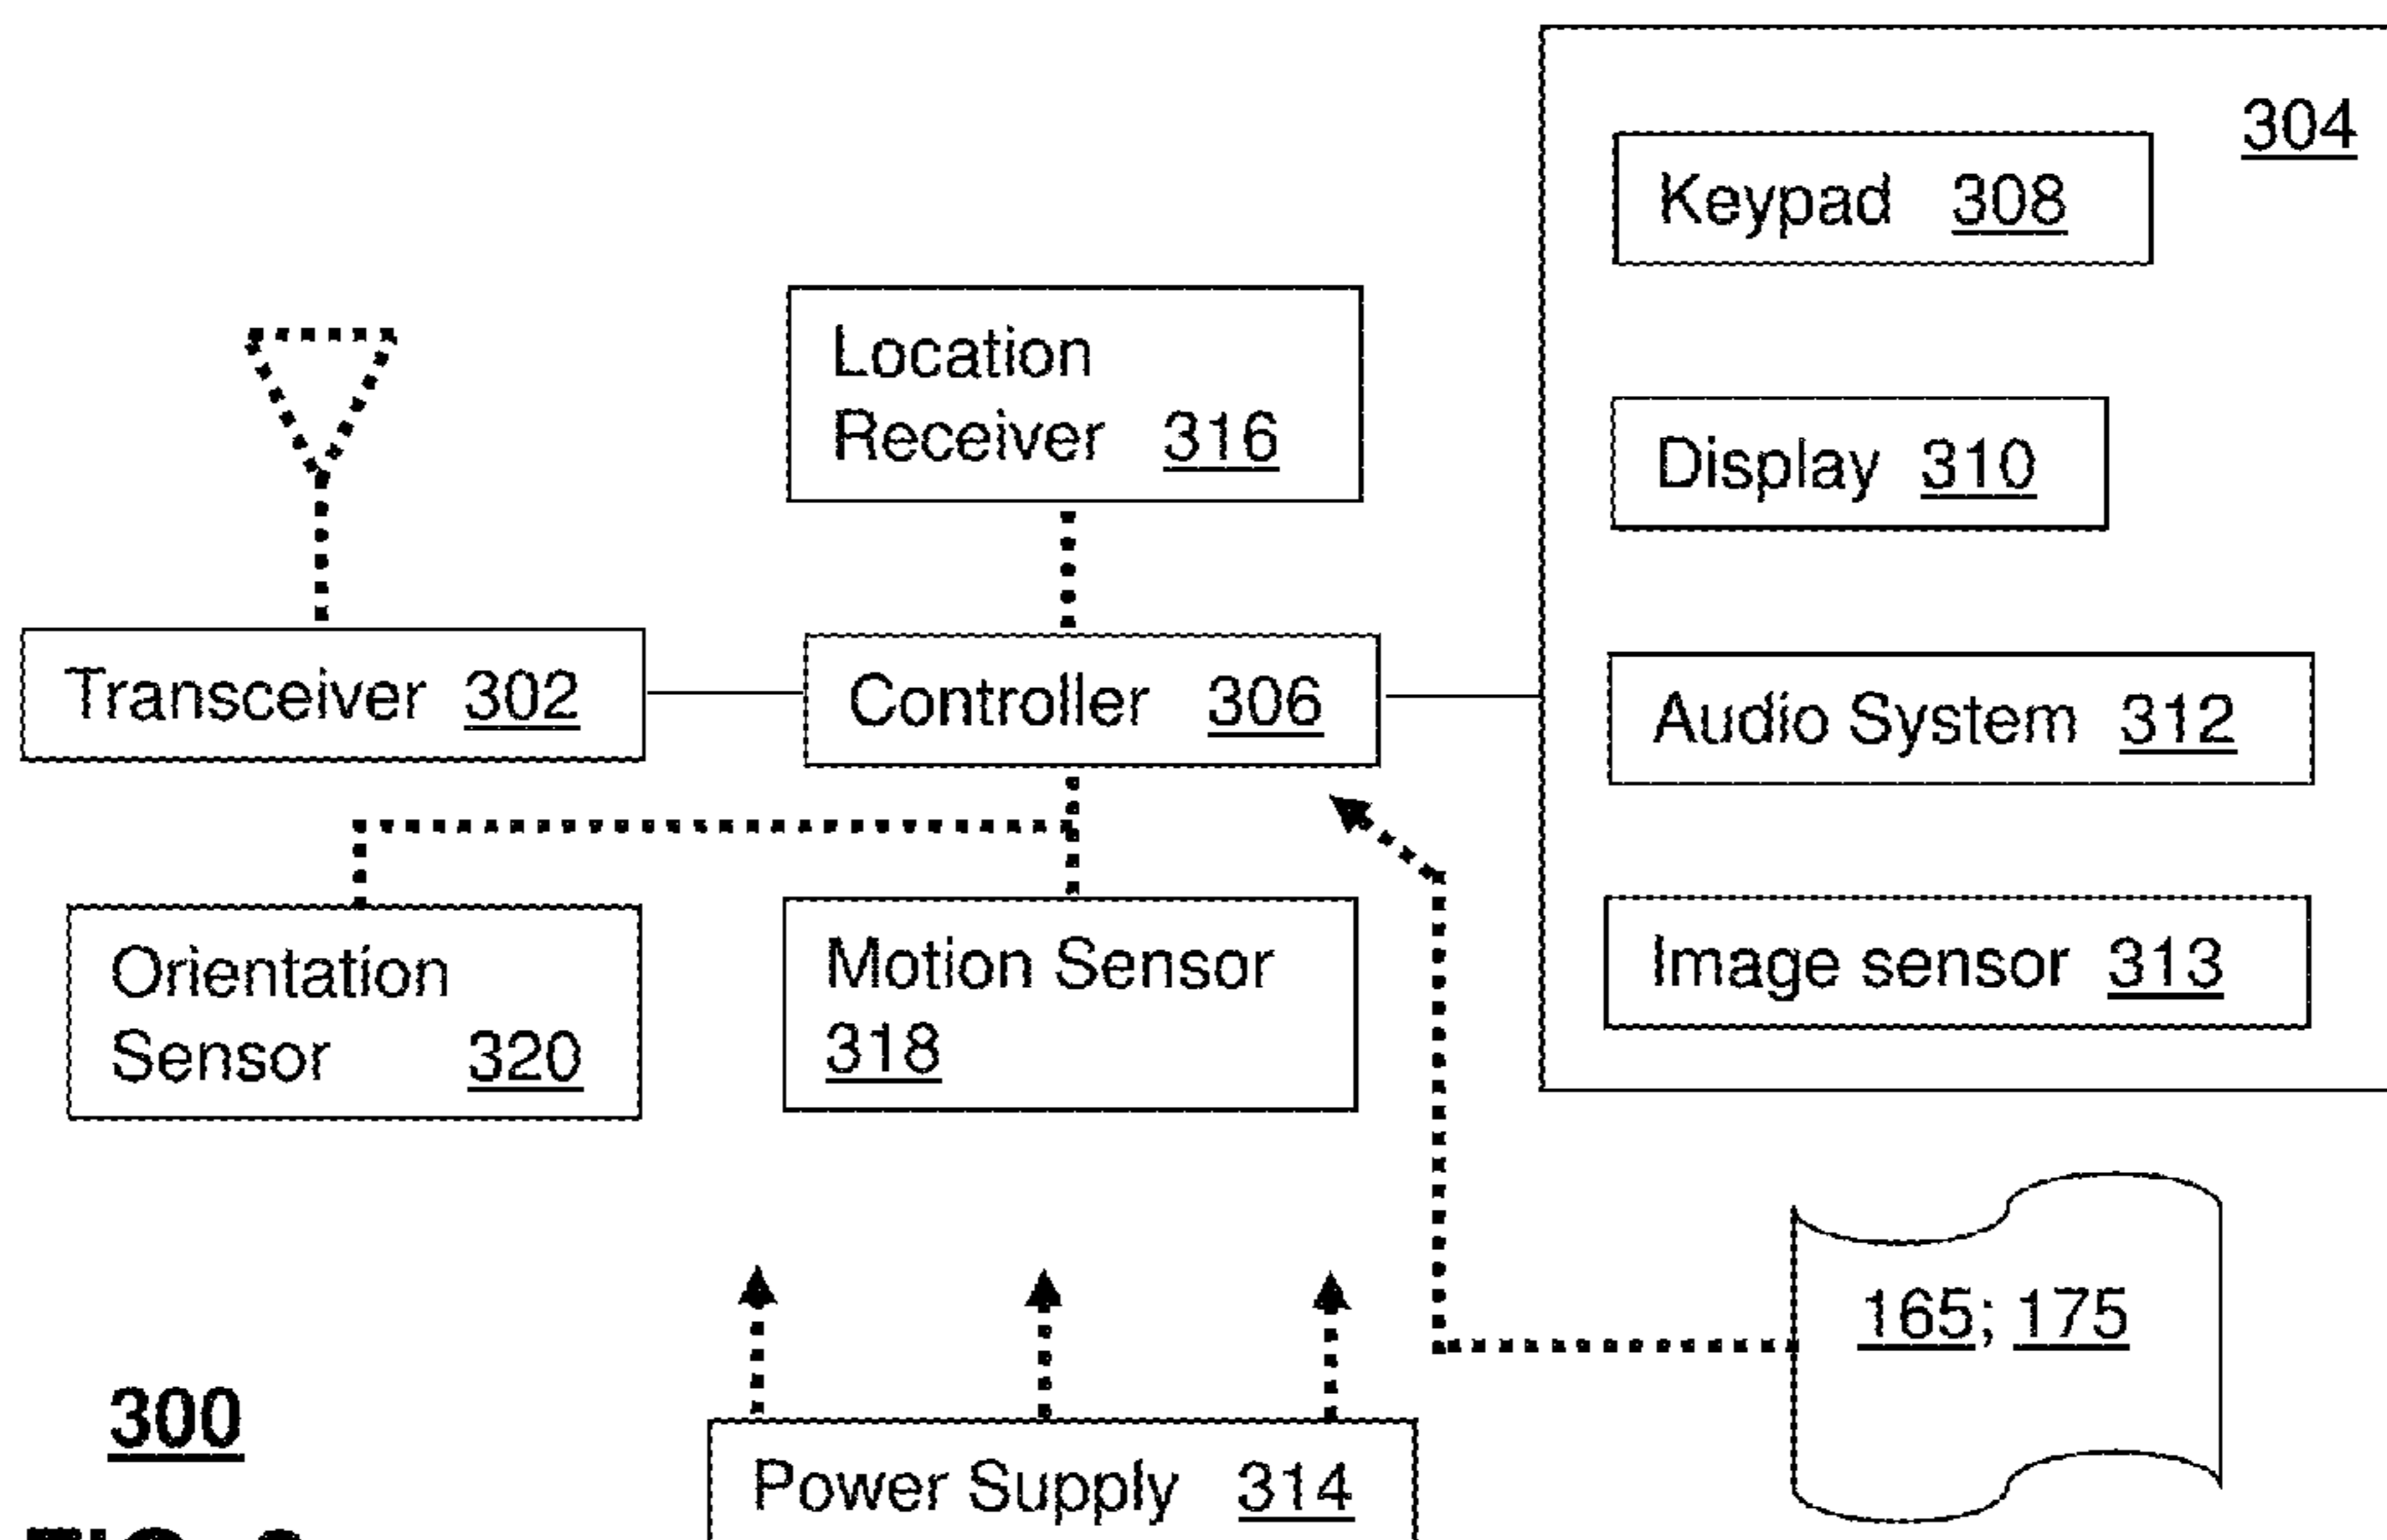 304
Keypad 308
Location
Receiver 316
Display 310
Transceiver 302
Controller 306
Audio System 312
Orientation
Sensor 320
Motion Sensor
318
Image sensor 313
165; 175
300
Power Supply 314